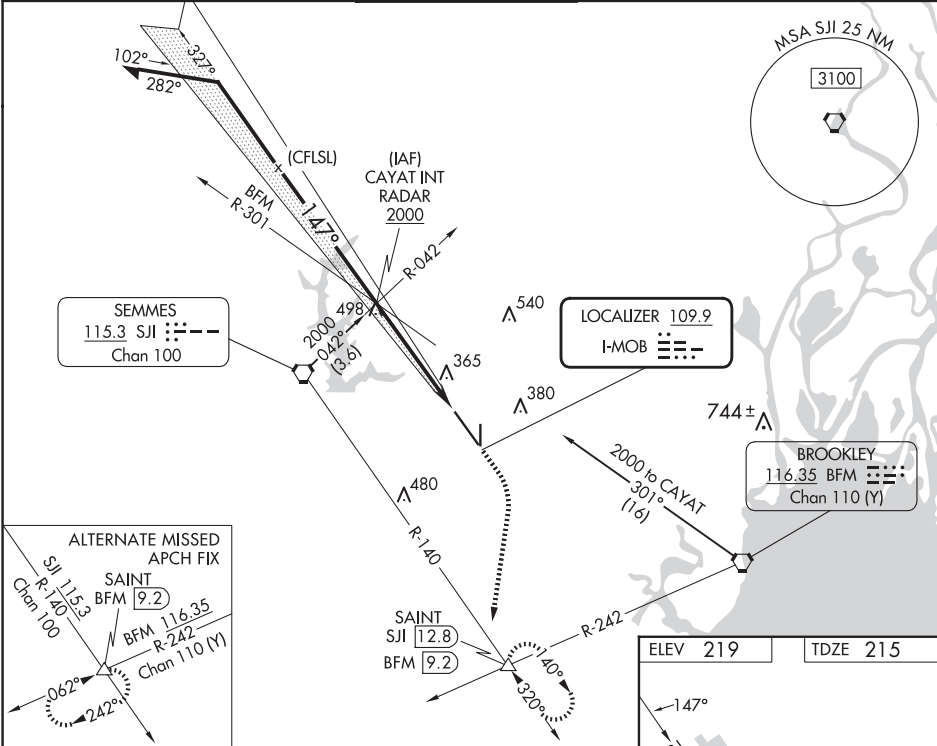 MSA SJI 25 NM
3100
327°
102°
282°
(CFLSL)
(IAF)
CAYAT INT
RADAR
2000
BFM
R-301
147°
R-042
SEMMES
115.3 SJI
Chan 100
2000
042°
(3.6)
498
540
365
380
LOCALIZER 109.9
I-MOB
744 ±
BROOKLEY
116.35 BFM
Chan 110 (Y)
2000 to CAYAT
301°
(16)
480
R-140
R-242
ALTERNATE MISSED
APCH FIX
SAINT
BFM 9.2
SJI 115.3
R-140
Chan 100
BFM 116.35
R-242
Chan 110 (Y)
062°
242°
SAINT
SJI 12.8
BFM 9.2
140°
320°
ELEV 219
TDZE 215
147°